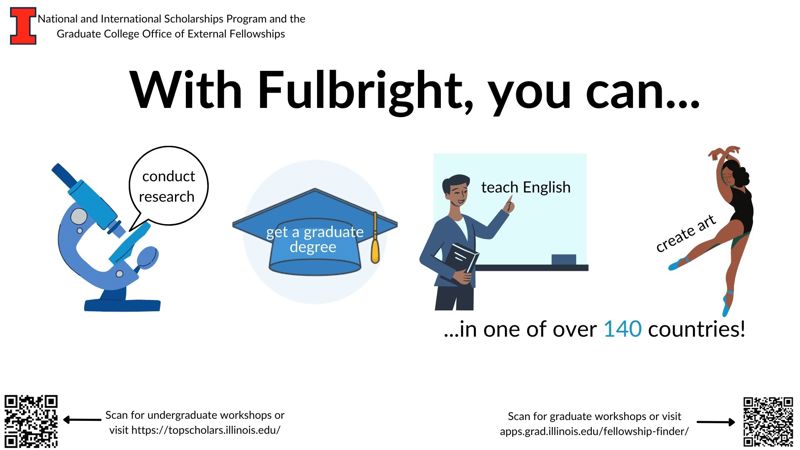 I
National and International Scholarships Program and the
Graduate College Office of External Fellowships
With Fulbright, you can...
conduct
research
get a graduate
degree
teach English
create art
...in one of over 140 countries!
Scan for undergraduate workshops or
visit https://topscholars.illinois.edu/
Scan for graduate workshops or visit
apps.grad.illinois.edu/fellowship-finder/